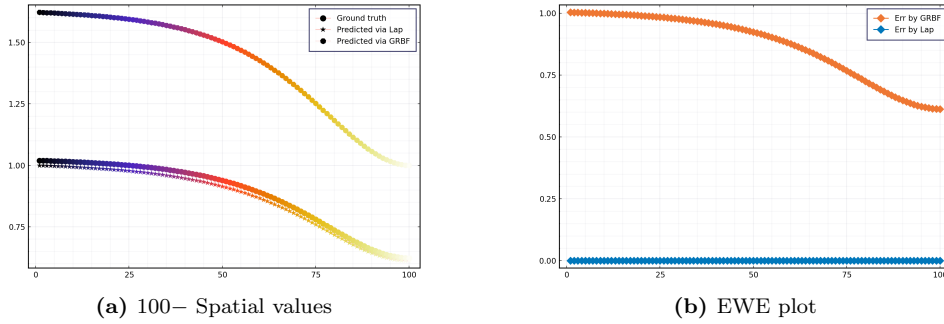 Ground truth
Predicted via Lap
Predicted via GRBF
1.50
1.25
1.00
0.75
0
25
50
75
100
(a) 100− Spatial values
Err by GRBF
Err by Lap
1.00
0.75
0.50
0.25
0.00
0
25
50
75
100
(b) EWE plot